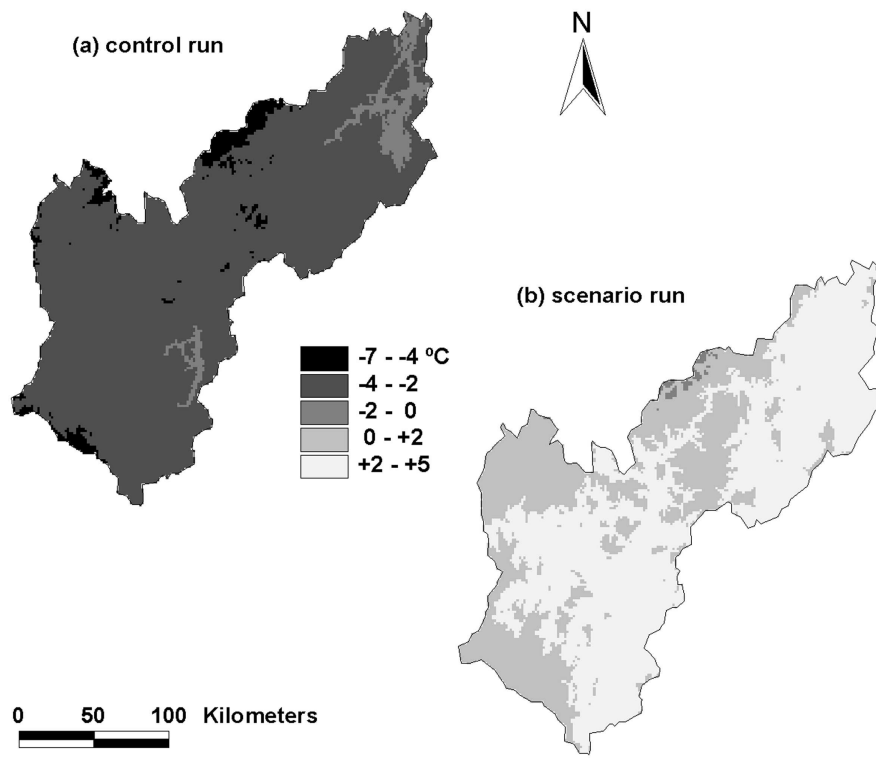 (a) control run
N
(b) scenario run
-7 - -4 ºC
-4 - -2
-2 - 0
0 - +2
+2 - +5
0 50 100 Kilometers